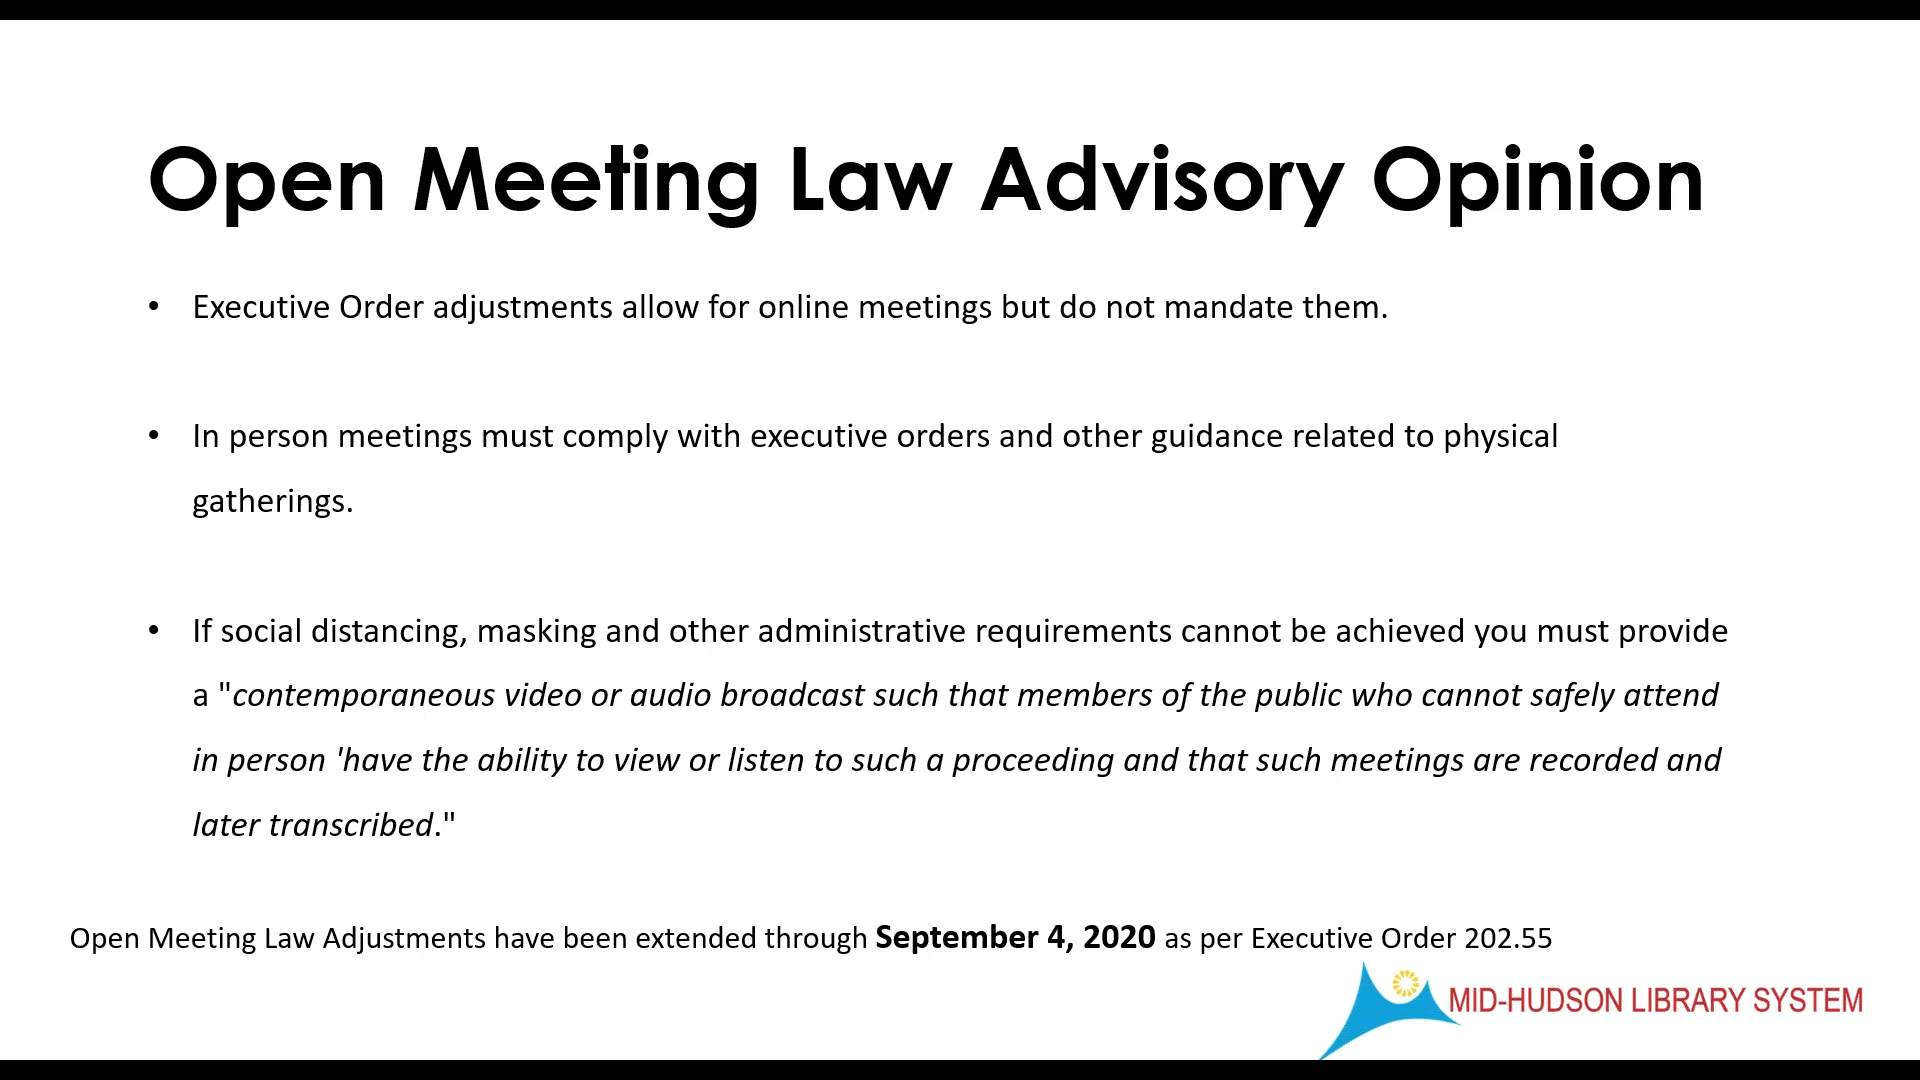 Open Meeting Law Advisory Opinion
• Executive Order adjustments allow for online meetings but do not mandate them.
• In person meetings must comply with executive orders and other guidance related to physical
gatherings.
• If social distancing, masking and other administrative requirements cannot be achieved you must provide
a "contemporaneous video or audio broadcast such that members of the public who cannot safely attend
in person 'have the ability to view or listen to such a proceeding and that such meetings are recorded and
later transcribed."
Open Meeting Law Adjustments have been extended through September 4, 2020 as per Executive Order 202.55
MID-HUDSON LIBRARY SYSTEM